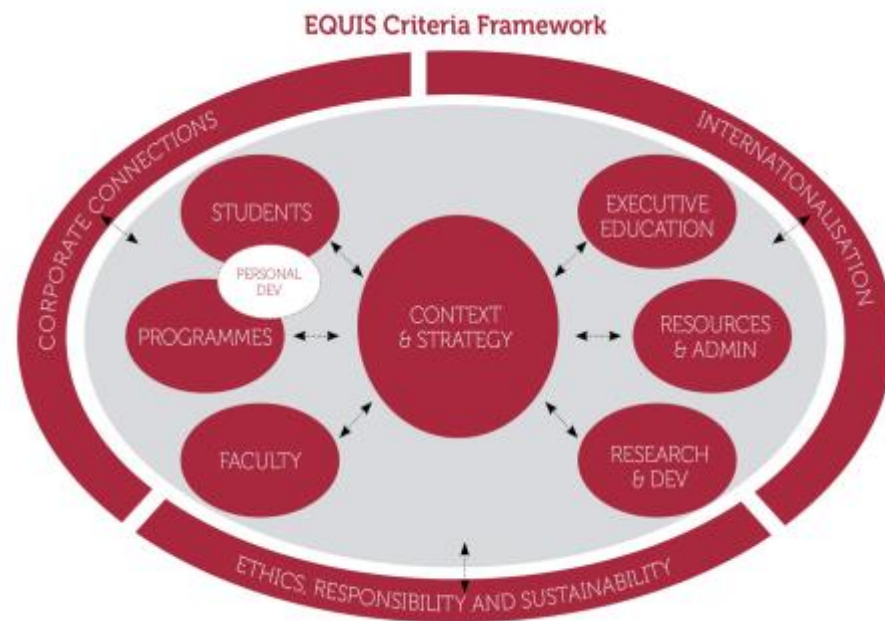 EQUIS Criteria Framework
CORPORATE CONNECTIONS
INTERNATIONALISATION
STUDENTS
EXECUTIVE
EDUCATION
PERSONAL
DEV
CONTEXT
& STRATEGY
PROGRAMMES
RESOURCES
& ADMIN
FACULTY
RESEARCH
& DEV
ETHICS, RESPONSIBILITY AND SUSTAINABILITY